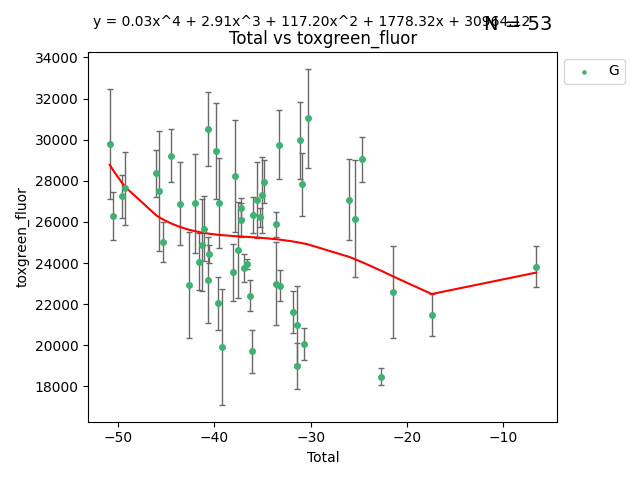 y = 0.03x^4 + 2.91x^3 + 117.20x^2 + 1778.32x + 30964.12
N = 53
Total vs toxgreen_fluor
G
34000
32000
30000
28000
26000
24000
22000
20000
18000
toxgreen_fluor
−50 −40 −30 −20 −10
Total